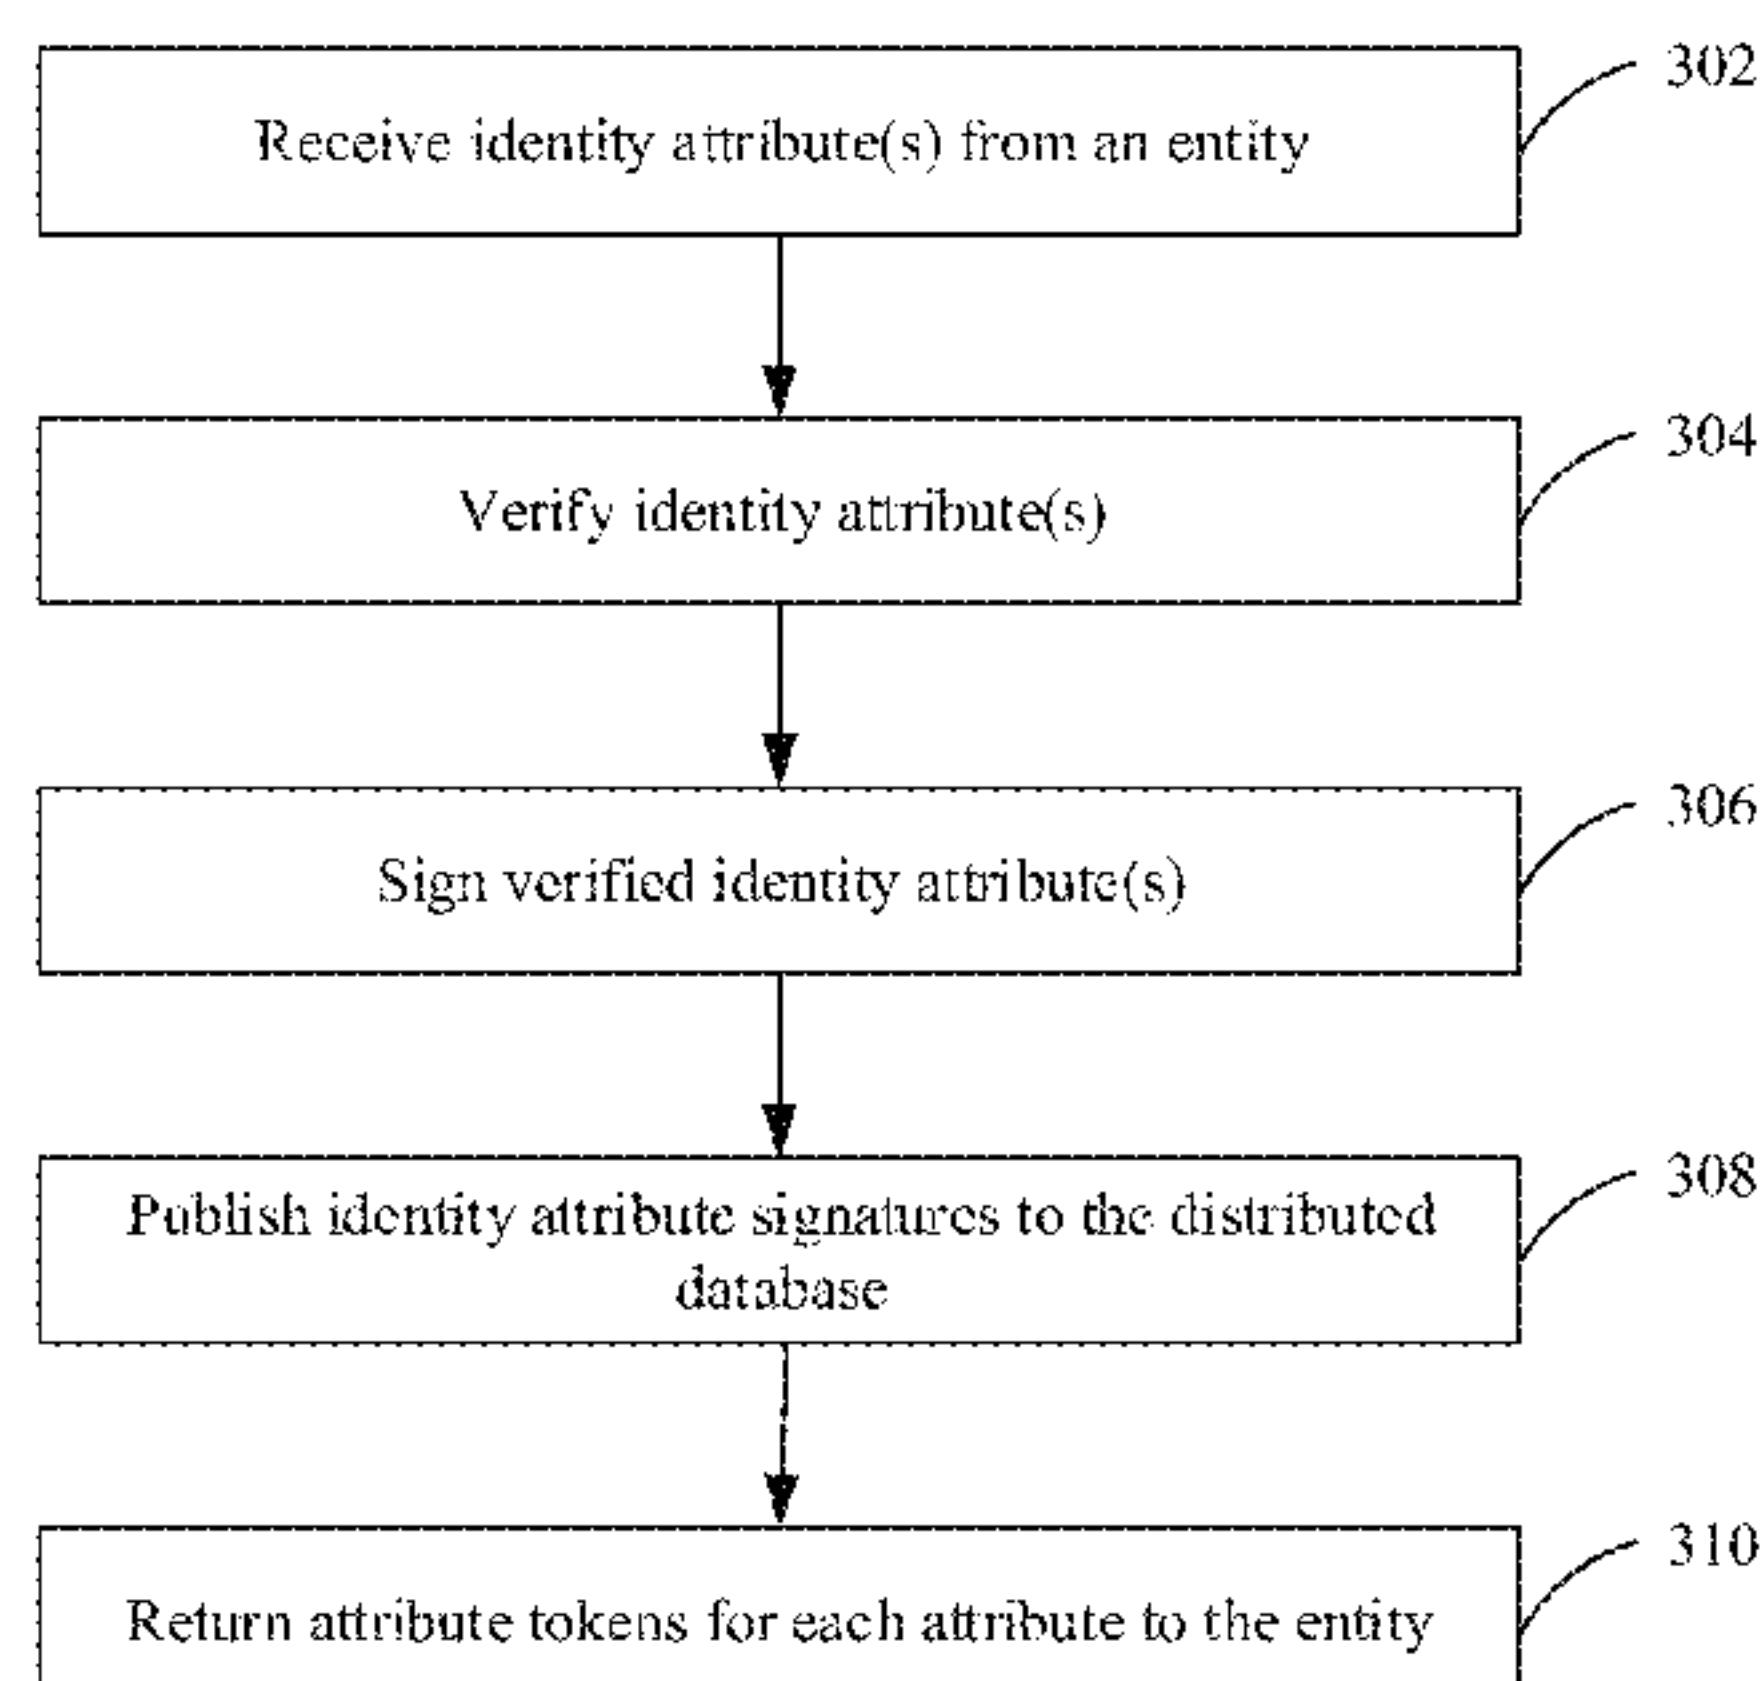 302
Receive identity attribute(s) from an entity
304
Verify identity attribute(s)
306
Sign verified identity attribute(s)
308
Publish identity attribute signatures to the distributed
database
310
Return attribute tokens for each attribute to the entity